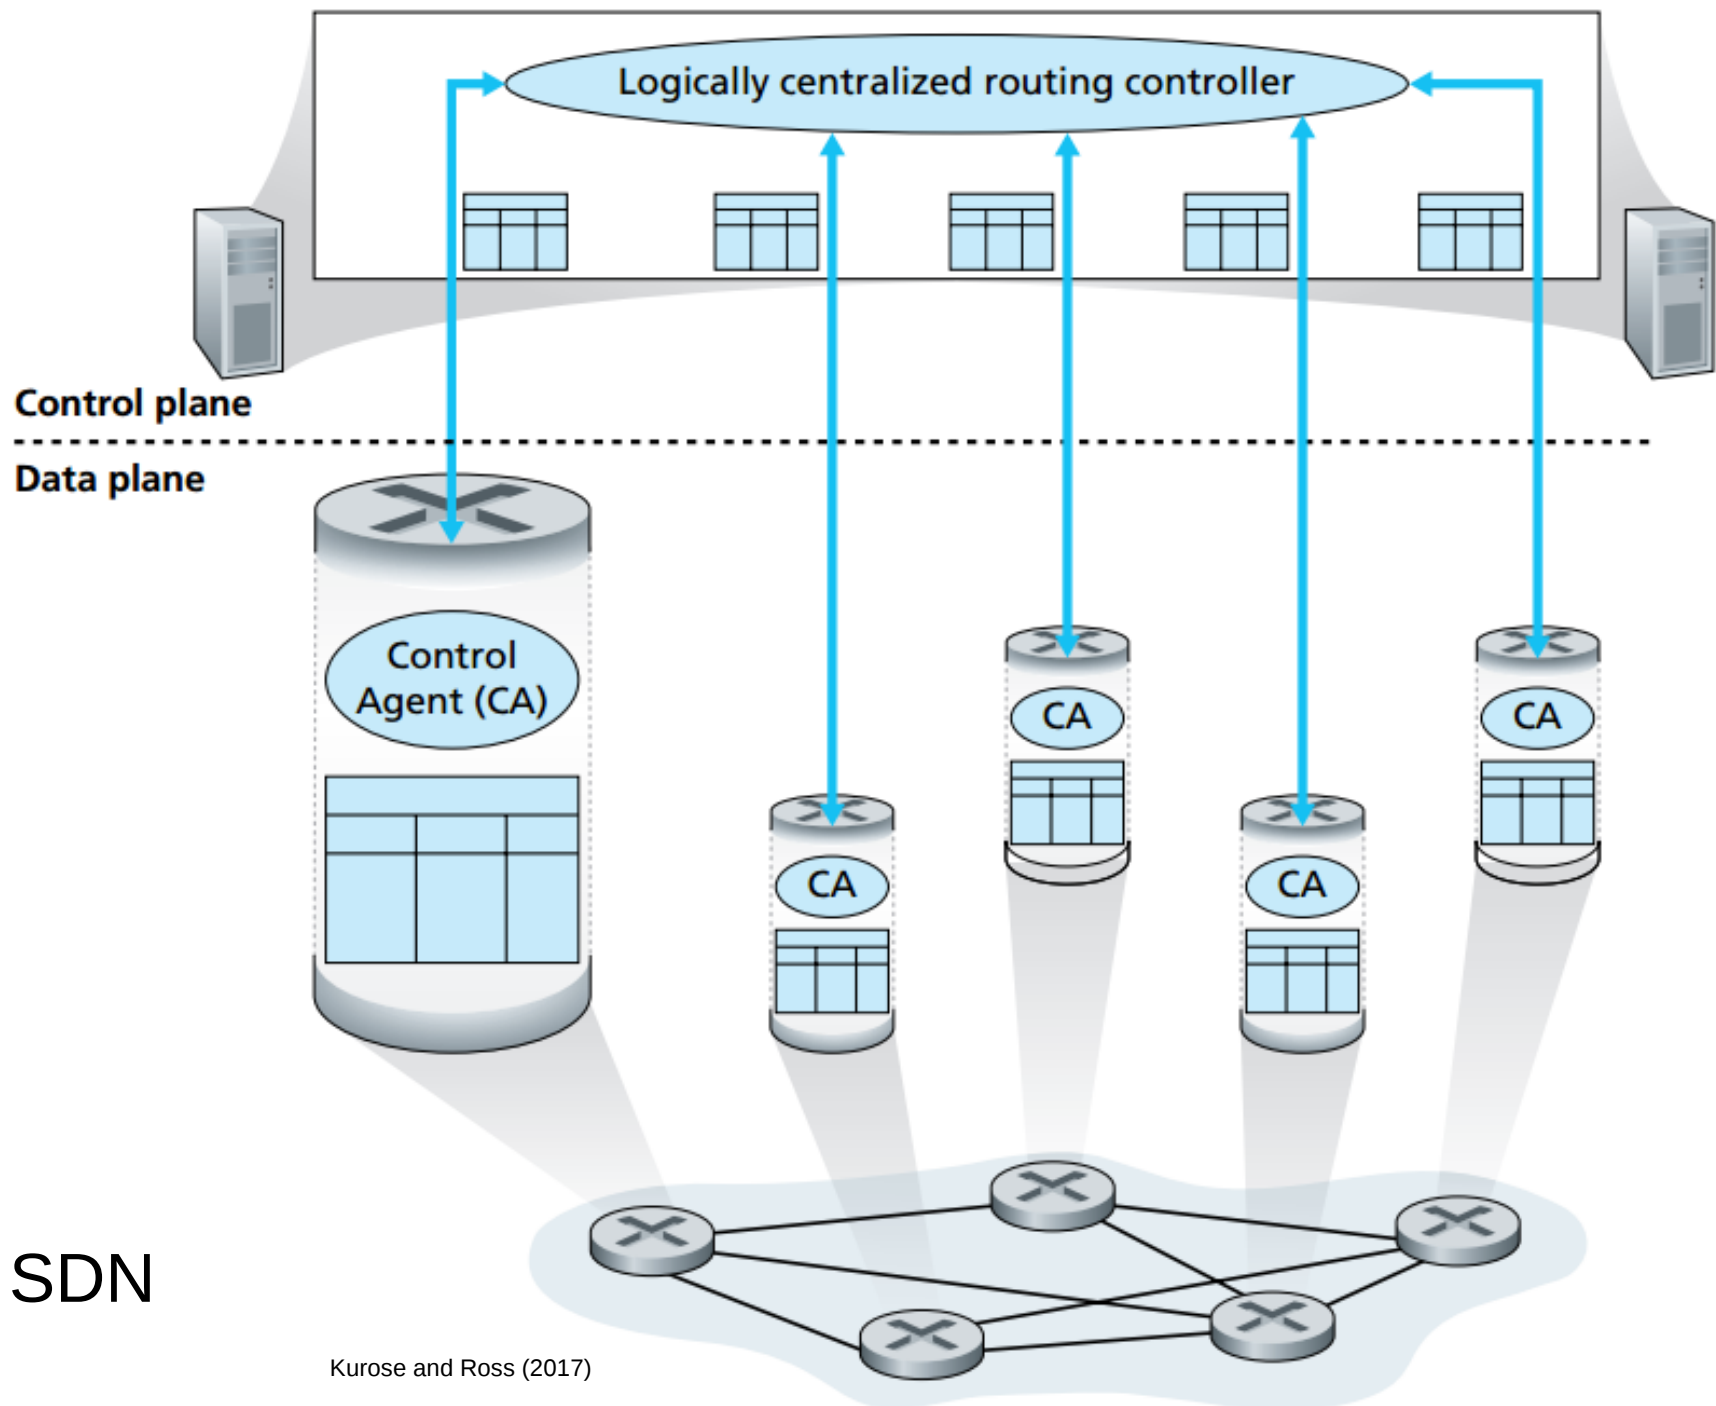 Logically centralized routing controller
Control plane
Data plane
Control
Agent (CA)
CA
CA
CA
CA
SDN
Kurose and Ross (2017)